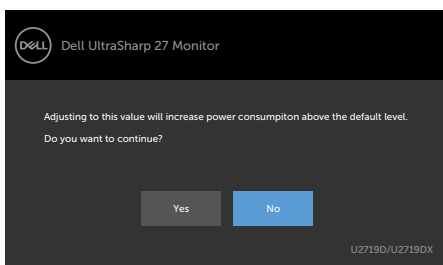 DELL
Dell UltraSharp 27 Monitor
Adjusting to this value will increase power consumpiton above the default level.
Do you want to continue?
Yes
No
U2719D/U2719DX